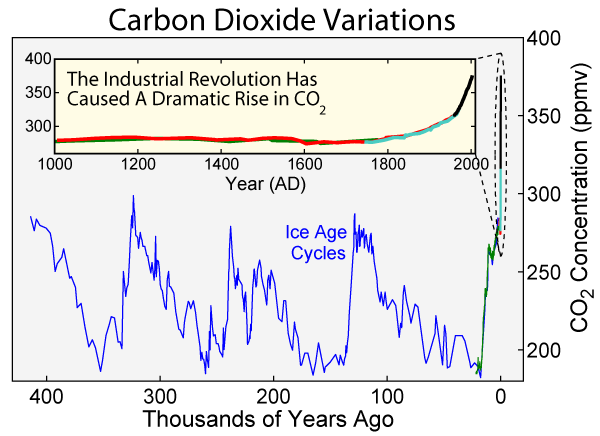 Carbon Dioxide Variations
The Industrial Revolution Has
Caused A Dramatic Rise in CO₂
400
350
300
1000
1200
1400
1600
1800
2000
Year (AD)
Ice Age
Cycles
400
350
300
250
200
CO₂ Concentration (ppmv)
400
300
200
100
0
Thousands of Years Ago